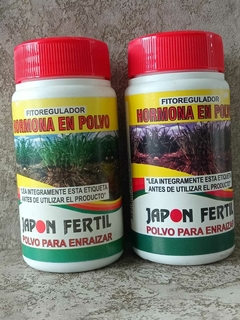 FITOREGULADOR
HORMONA EN POLVO
"LEA INTEGRAMENTE ESTA ETIQUETA
ANTES DE UTILIZAR EL PRODUCTO"
JAPON FERTIL
POLVO PARA ENRAIZAR
FITOREGULADOR
HORMONA EN POLVO
"LEA INTEGRAMENTE ESTA ETIQUETA
ANTES DE UTILIZAR EL PRODUCTO"
JAPON FERTIL
POLVO PARA ENRAIZAR